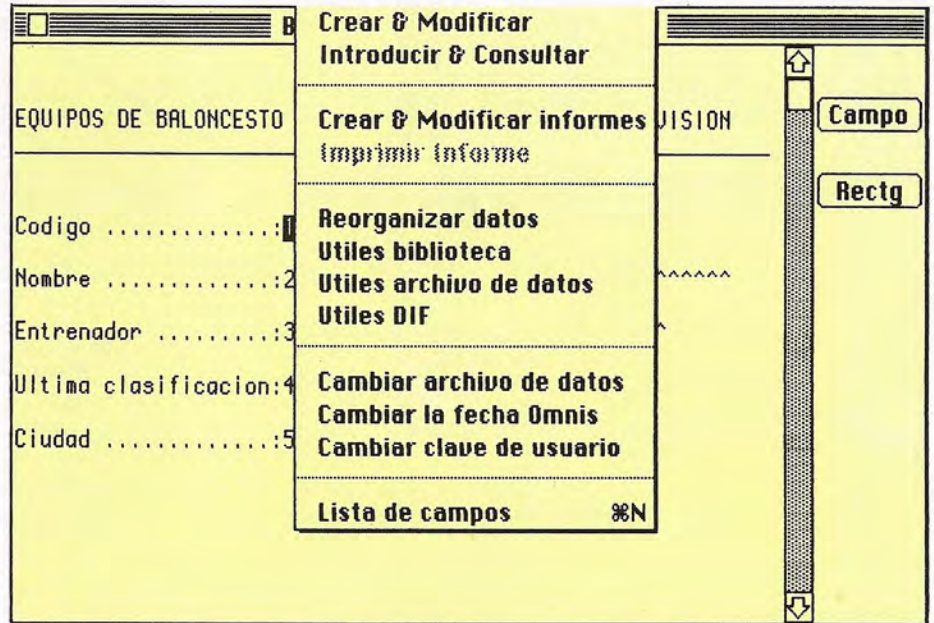 B
Crear & Modificar
Introducir & Consultar
EQUIPOS DE BALONCESTO
VISION
Crear & Modificar informes
Imprimir Informe
Campo
Rectg
Codigo .............:1
Nombre .............:2
^^^^^^
Entrenador .........:3
^
Ultima clasificacion:4
Ciudad .............:5
Reorganizar datos
Utiles biblioteca
Utiles archivo de datos
Utiles DIF
Cambiar archivo de datos
Cambiar la fecha Omnis
Cambiar clave de usuario
Lista de campos ⌘N